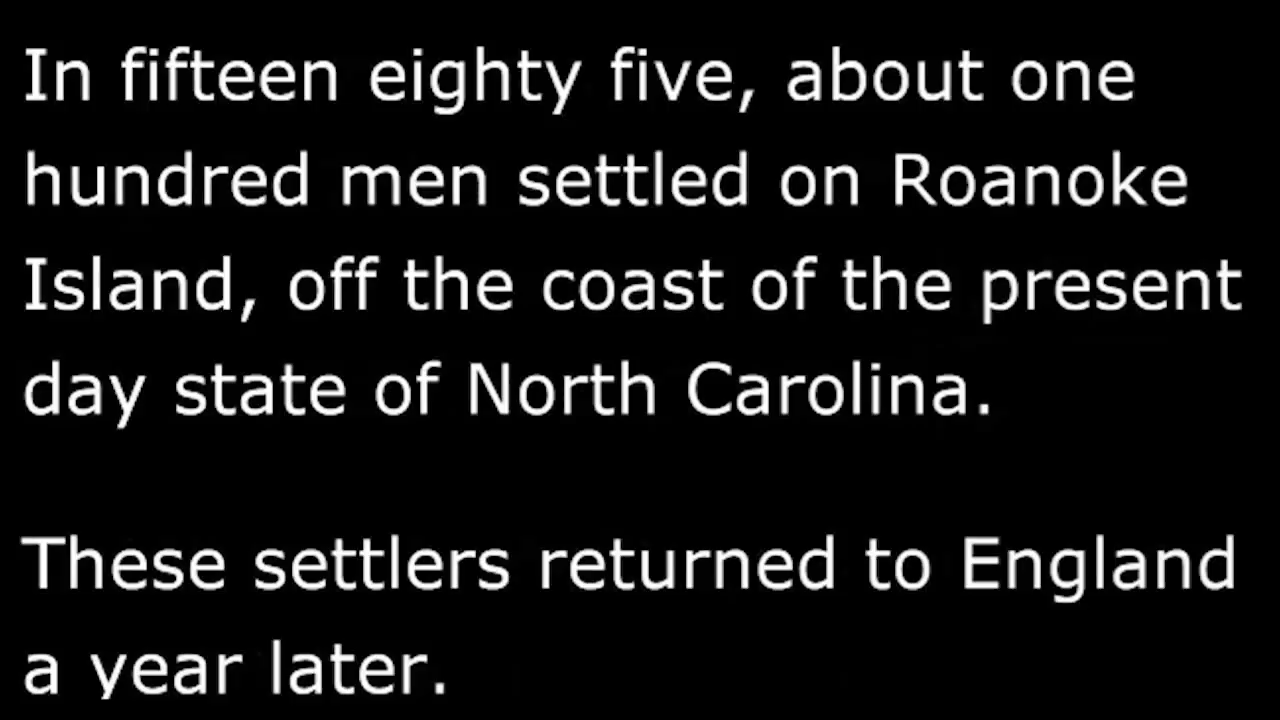 In fifteen eighty five, about one
hundred men settled on Roanoke
Island, off the coast of the present
day state of North Carolina.
These settlers returned to England
a year later.